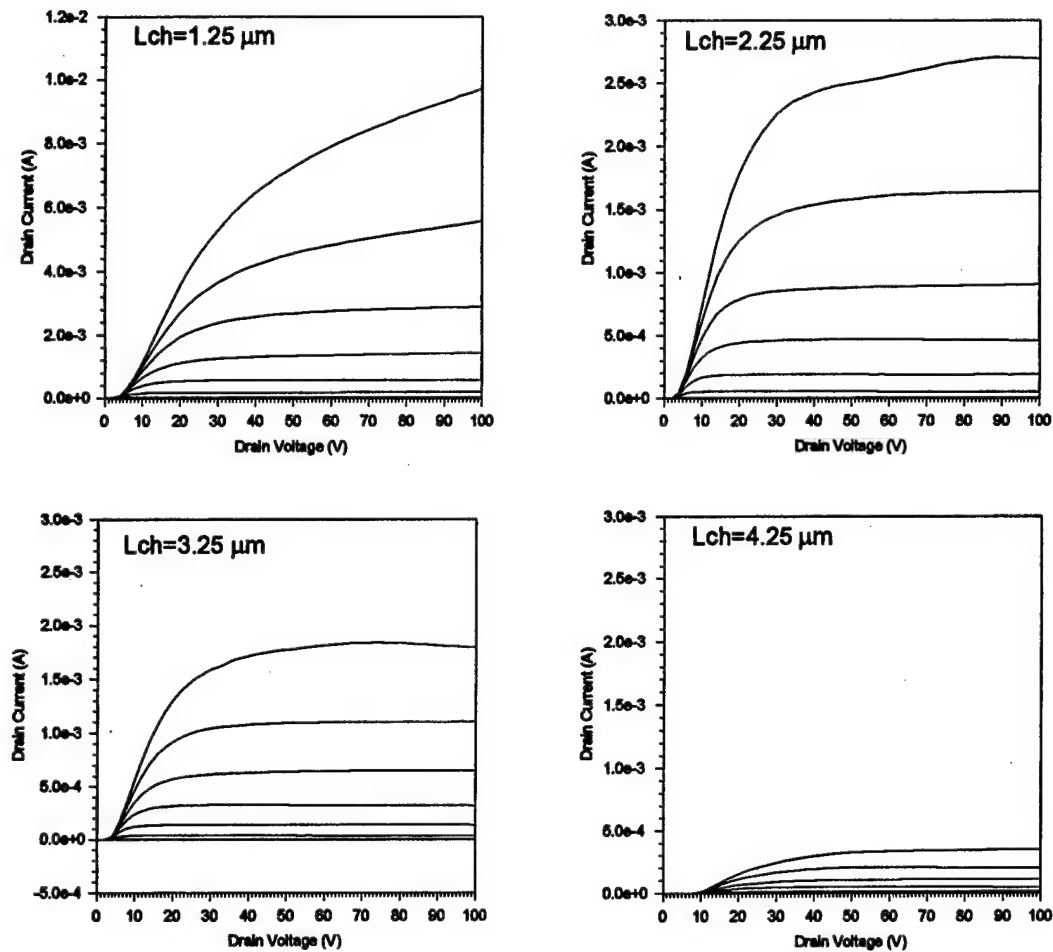 Lch=1.25 μm
1.2e-2
1.0e-2
8.0e-3
6.0e-3
4.0e-3
2.0e-3
0.0e+0
Drain Current (A)
0 10 20 30 40 50 60 70 80 90 100
Drain Voltage (V)
Lch=2.25 μm
3.0e-3
2.5e-3
2.0e-3
1.5e-3
1.0e-3
5.0e-4
0.0e+0
Drain Current (A)
0 10 20 30 40 50 60 70 80 90 100
Drain Voltage (V)
Lch=3.25 μm
3.0e-3
2.5e-3
2.0e-3
1.5e-3
1.0e-3
5.0e-4
0.0e+0
-5.0e-4
Drain Current (A)
0 10 20 30 40 50 60 70 80 90 100
Drain Voltage (V)
Lch=4.25 μm
3.0e-3
2.5e-3
2.0e-3
1.5e-3
1.0e-3
5.0e-4
0.0e+0
Drain Current (A)
0 10 20 30 40 50 60 70 80 90 100
Drain Voltage (V)